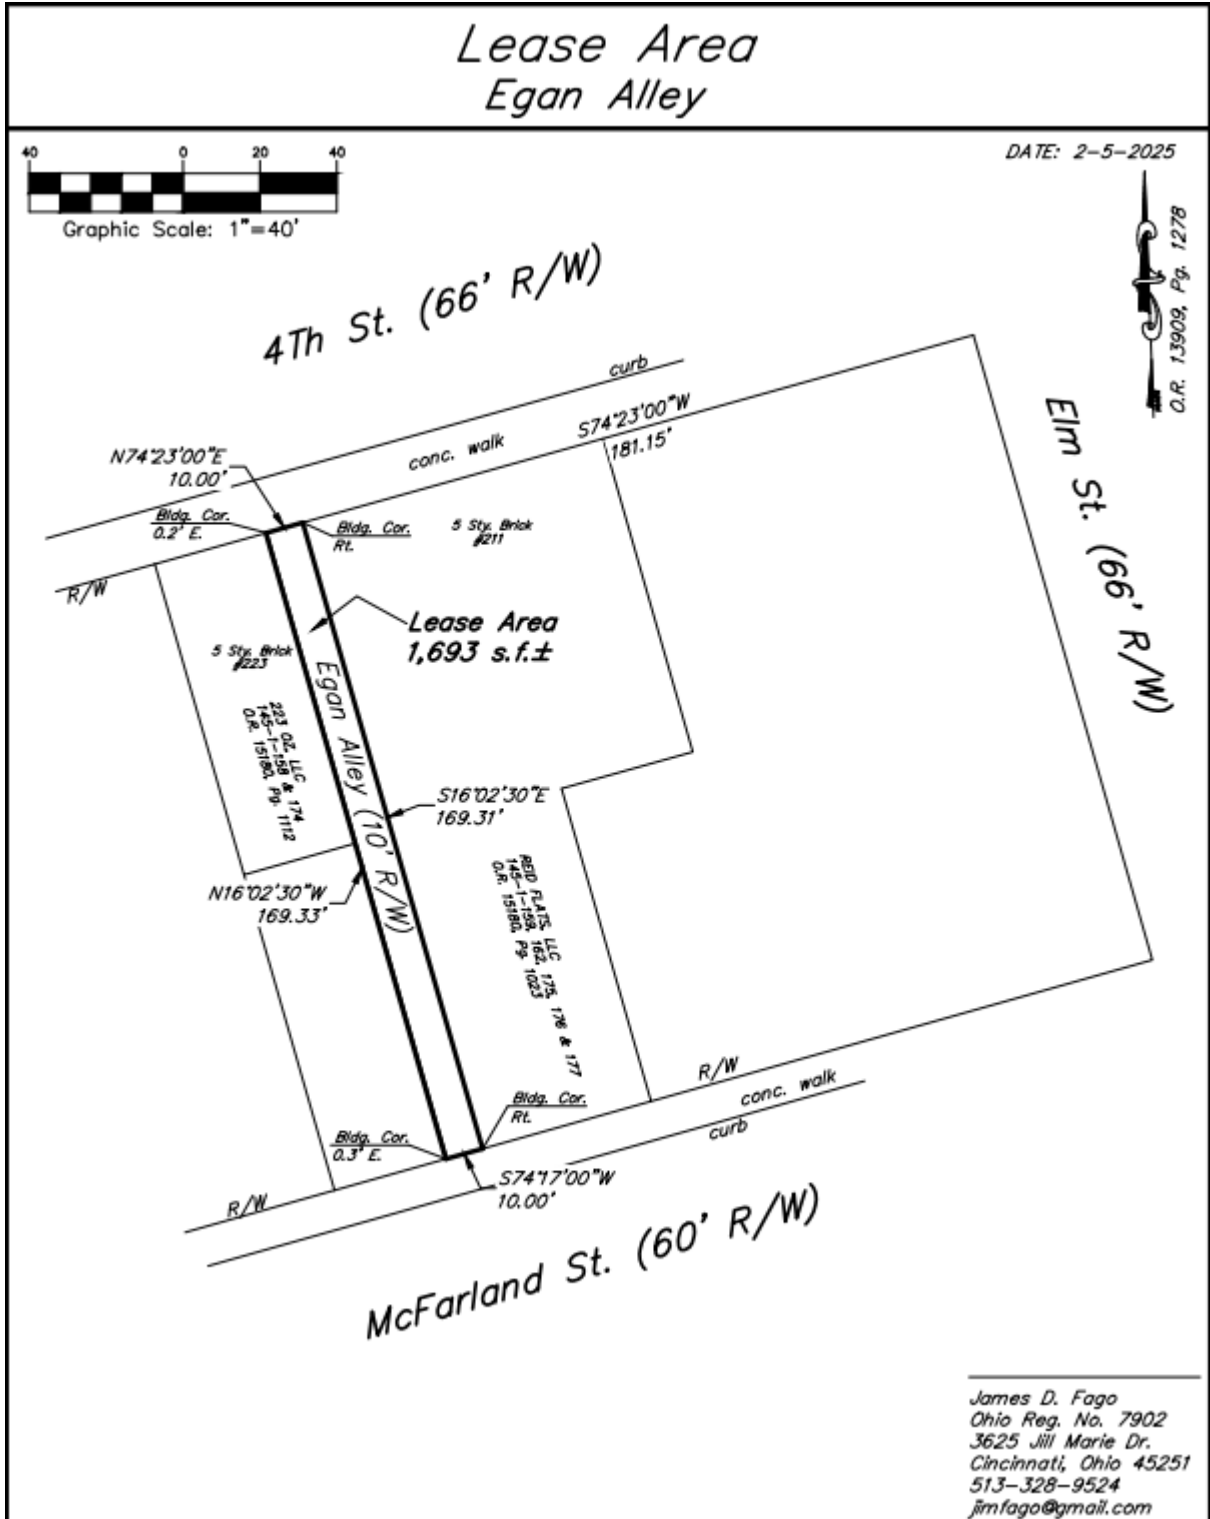 Lease Area
Egan Alley
40 0 20 40
Graphic Scale: 1"=40'
DATE: 2-5-2025
O.R. 13909, Pg. 1278
4Th St. (66' R/W)
curb
conc. walk
S74°23'00"W
181.15'
Elm St. (66' R/W)
N74°23'00"E
10.00'
Bldg. Cor.
0.2' E.
Bldg. Cor.
Rt.
5 Sty. Brick
#211
R/W
Lease Area
1,693 s.f.±
5 Sty. Brick
#223
Egan Alley (10' R/W)
223 OZ, LLC
145-1-158 & 174
O.R. 15180, Pg. 1112
S16°02'30"E
169.31'
N16°02'30"W
169.33'
REID FLATS, LLC
145-1-159, 162, 175, 176 & 177
O.R. 15180, Pg 1023
R/W
conc. walk
curb
Bldg. Cor.
Rt.
Bldg. Cor.
0.3' E.
S74°17'00"W
10.00'
R/W
McFarland St. (60' R/W)
James D. Fago
Ohio Reg. No. 7902
3625 Jill Marie Dr.
Cincinnati, Ohio 45251
513-328-9524
jimfago@gmail.com